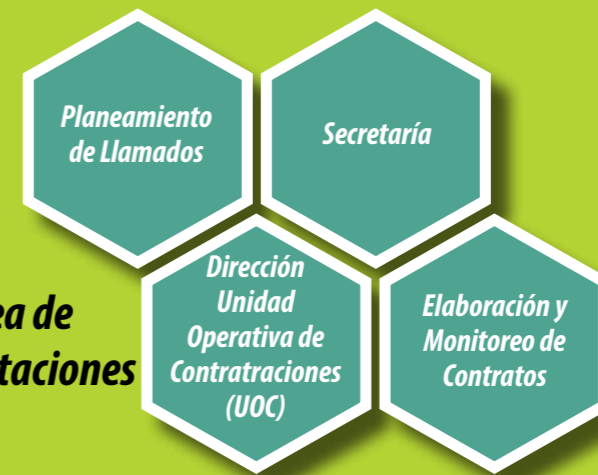 Planeamiento
de Llamados
Secretaría
Dirección
Unidad
Operativa de
Contratraciones
(UOC)
Elaboración y
Monitoreo de
Contratos
ea de
taciones